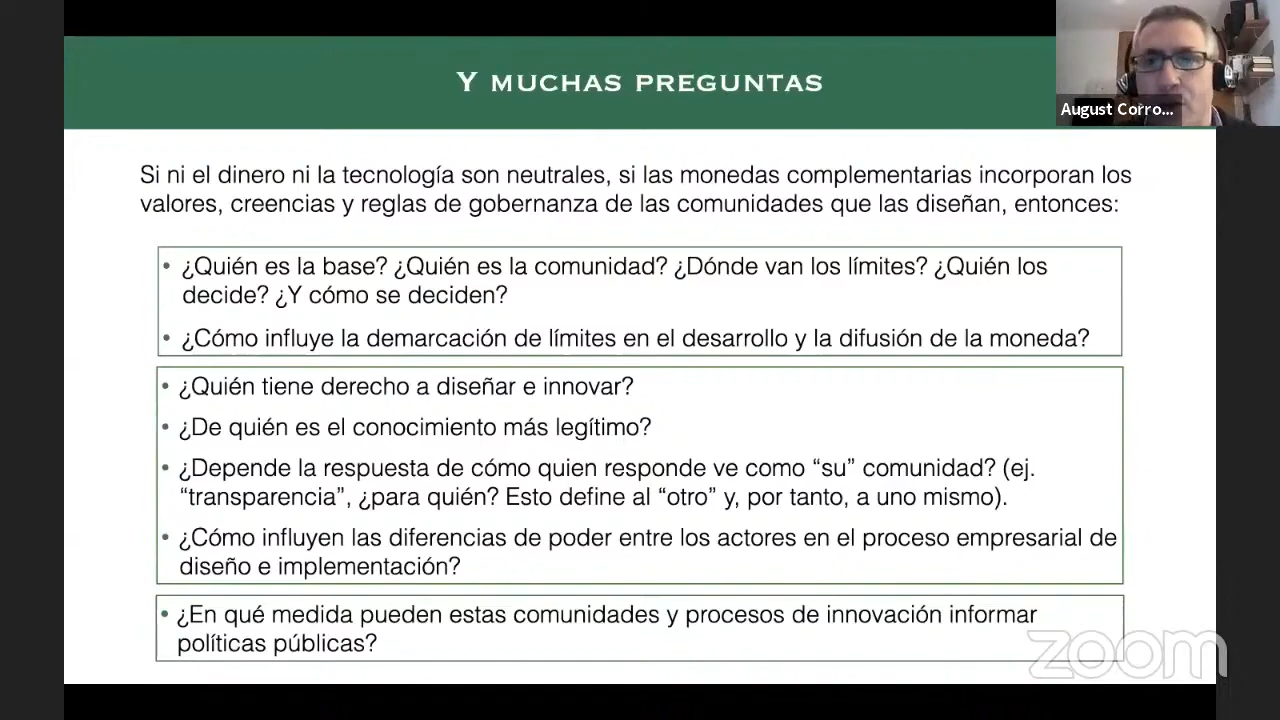 Y MUCHAS PREGUNTAS
August Corro...
Si ni el dinero ni la tecnología son neutrales, si las monedas complementarias incorporan los
valores, creencias y reglas de gobernanza de las comunidades que las diseñan, entonces:
• ¿Quién es la base? ¿Quién es la comunidad? ¿Dónde van los límites? ¿Quién los
decide? ¿Y cómo se deciden?
• ¿Cómo influye la demarcación de límites en el desarrollo y la difusión de la moneda?
• ¿Quién tiene derecho a diseñar e innovar?
• ¿De quién es el conocimiento más legítimo?
• ¿Depende la respuesta de cómo quien responde ve como “su” comunidad? (ej.
“transparencia”, ¿para quién? Esto define al “otro” y, por tanto, a uno mismo).
• ¿Cómo influyen las diferencias de poder entre los actores en el proceso empresarial de
diseño e implementación?
• ¿En qué medida pueden estas comunidades y procesos de innovación informar
políticas públicas?
zoom